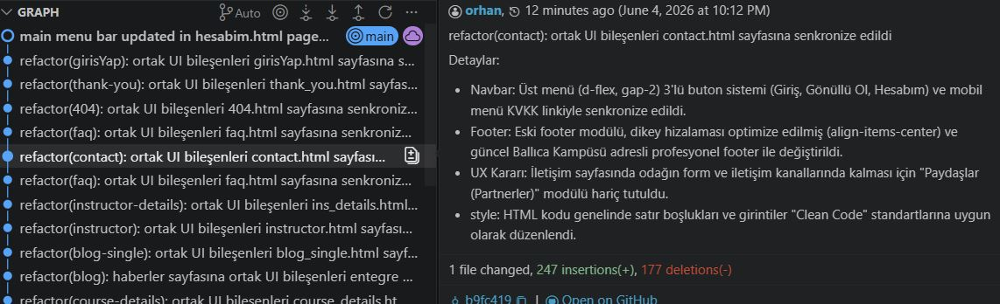 GRAPH
Auto
main menu bar updated in hesabim.html page...
main
refactor(girisYap): ortak UI bileşenleri girisYap.html sayfasına s...
refactor(thank-you): ortak UI bileşenleri thank_you.html sayfas...
refactor(404): ortak UI bileşenleri 404.html sayfasına senkroniz...
refactor(faq): ortak UI bileşenleri faq.html sayfasına senkroniz...
refactor(contact): ortak UI bileşenleri contact.html sayfası...
refactor(faq): ortak UI bileşenleri faq.html sayfasına senkroniz...
refactor(instructor-details): ortak UI bileşenleri ins_details.html...
refactor(instructor): ortak UI bileşenleri instructor.html sayfası...
refactor(blog-single): ortak UI bileşenleri blog_single.html sayf...
refactor(blog): haberler sayfasına ortak UI bileşenleri entegre ...
refactor(course-details): ortak UI bileşenleri course_details.ht...
orhan, 12 minutes ago (June 4, 2026 at 10:12 PM)
refactor(contact): ortak UI bileşenleri contact.html sayfasına senkronize edildi
Detaylar:
• Navbar: Üst menü (d-flex, gap-2) 3'lü buton sistemi (Giriş, Gönüllü Ol, Hesabım) ve mobil
menü KVKK linkiyle senkronize edildi.
• Footer: Eski footer modülü, dikey hizalaması optimize edilmiş (align-items-center) ve
güncel Ballıca Kampüsü adresli profesyonel footer ile değiştirildi.
• UX Kararı: İletişim sayfasında odağın form ve iletişim kanallarında kalması için "Paydaşlar
(Partnerler)" modülü hariç tutuldu.
• style: HTML kodu genelinde satır boşlukları ve girintiler "Clean Code" standartlarına uygun
olarak düzenlendi.
1 file changed, 247 insertions(+), 177 deletions(-)
b9fc419 | Open on GitHub